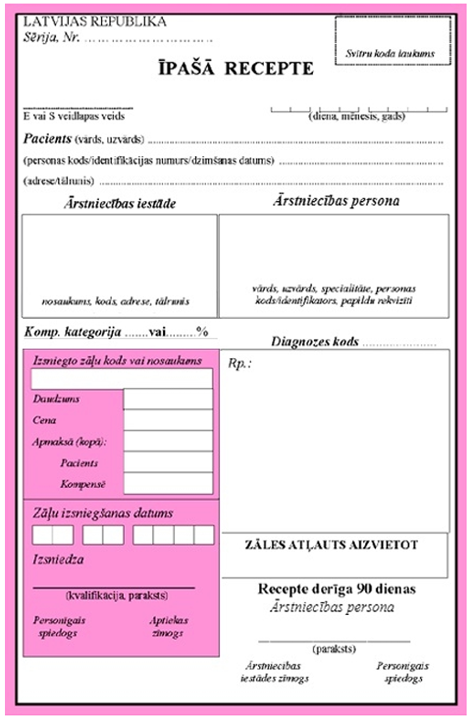 LATVIJAS REPUBLIKA
Sērija, Nr. ……………………………..
Svītru koda laukums
ĪPAŠĀ RECEPTE
E vai S veidlapas veids
(diena, mēnesis, gads)
Pacients (vārds, uzvārds) ..........................................................................
(personas kods/identifikācijas numurs/dzimšanas datums) ..........................................
(adrese/tālrunis) ..........................................................................
Ārstniecības iestāde
Ārstniecības persona
nosaukums, kods, adrese, tālrunis
vārds, uzvārds, specialitāte, personas
kods/identifikators, papildu rekvizīti
Komp. kategorija .......vai.........%
Diagnozes kods ......................
Izsniegto zāļu kods vai nosaukums
Rp.:
Daudzums
Cena
Apmaksā (kopā):
Pacients
Kompensē
Zāļu izsniegšanas datums
Izsniedza
(kvalifikācija, paraksts)
Personīgais
spiedogs
Aptiekas
zīmogs
ZĀLES ATĻAUTS AIZVIETOT
Recepte derīga 90 dienas
Ārstniecības persona
(paraksts)
Ārstniecības
iestādes zīmogs
Personīgais
spiedogs